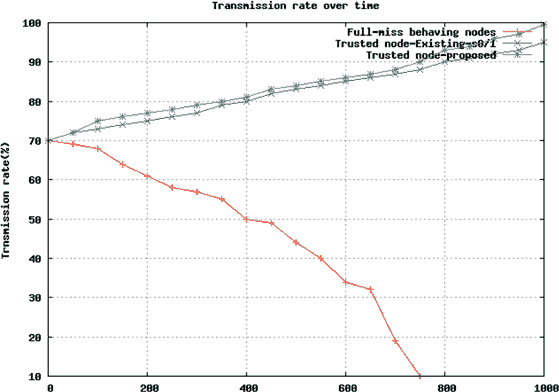 Transmission rate over time
Full-miss behaving nodes
Trusted node-Existing-s0/1
Trusted node-proposed
Trnsmission rate(%)
100
90
80
70
60
50
40
30
20
10
0 200 400 600 800 1000